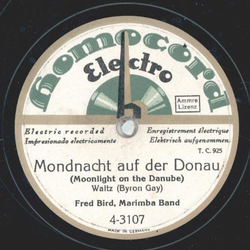 Homocord
Electro
Ammre
Lizenz
Electric recorded
Impresionado electricamente
Enregistrement électrique
Elektrisch aufgenommen
T.C. 925
Mondnacht auf der Donau
(Moonlight on the Danube)
Waltz (Byron Gay)
Fred Bird, Marimba Band
4-3107
MADE IN GERMANY